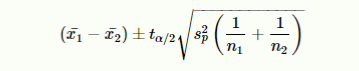 (x̄₁ − x̄₂) ± t_{α/2} √(s_p² (1/n₁ + 1/n₂))